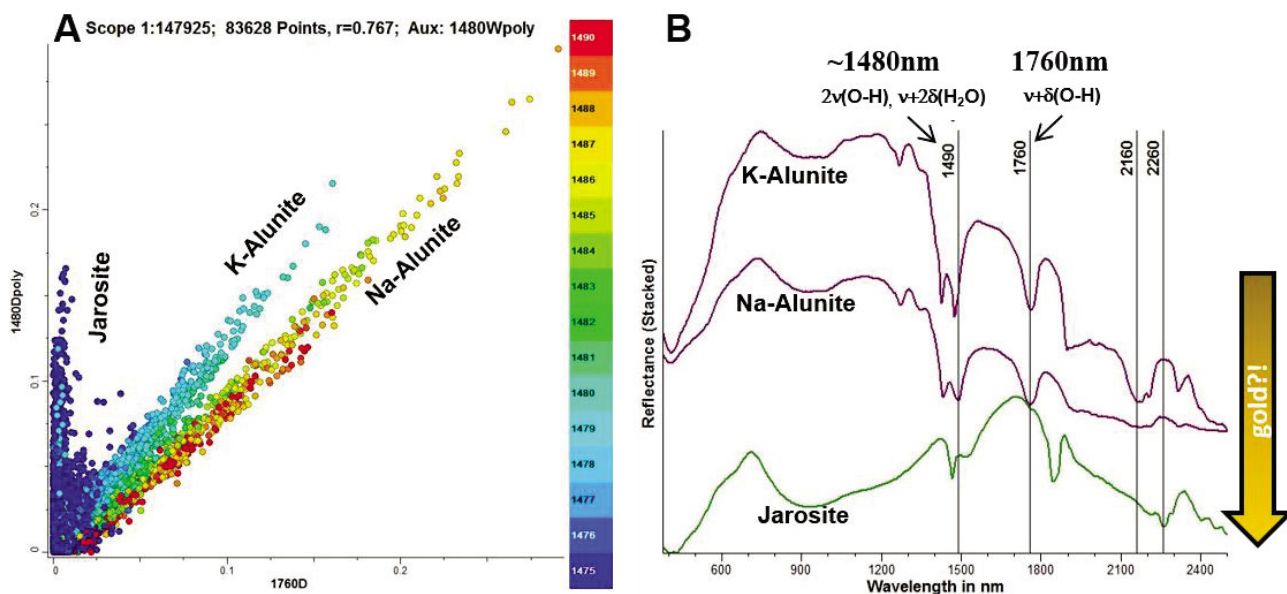 A
Scope 1:147925; 83628 Points, r=0.767; Aux: 1480Wpoly
1480Dpoly
0.2
0.1
0
0
0.1
0.2
1760D
Jarosite
K-Alunite
Na-Alunite
1490
1489
1488
1487
1486
1485
1484
1483
1482
1481
1480
1479
1478
1477
1476
1475
B
~1480nm
2ν(O-H), ν+2δ(H₂O)
1760nm
ν+δ(O-H)
1490
1760
2160
2260
K-Alunite
Na-Alunite
Jarosite
Reflectance (Stacked)
600
900
1200
1500
1800
2100
2400
Wavelength in nm
gold?!